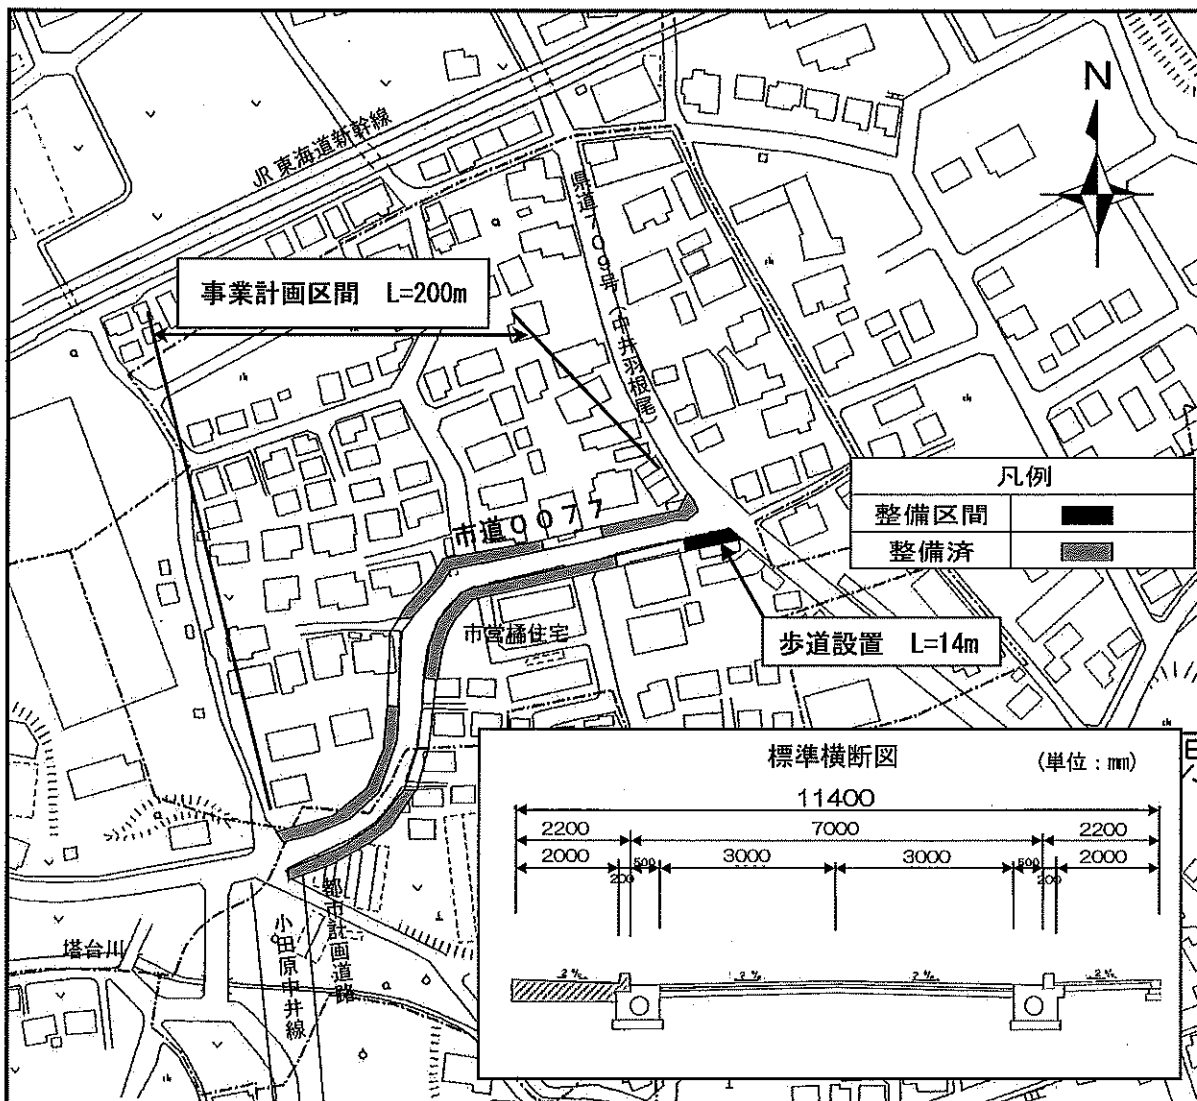 N
JR 東海道新幹線
事業計画区間 L=200m
県道709号（中井羽根尾）
市道0077
凡例
整備区間
整備済
歩道設置 L=14m
市営橘住宅
標準横断図 (単位：mm)
11400
2200 7000 2200
2000 200 500 3000 3000 500 200 2000
2% 2% 2% 2%
塔台川
都市計画道路
小田原中井線